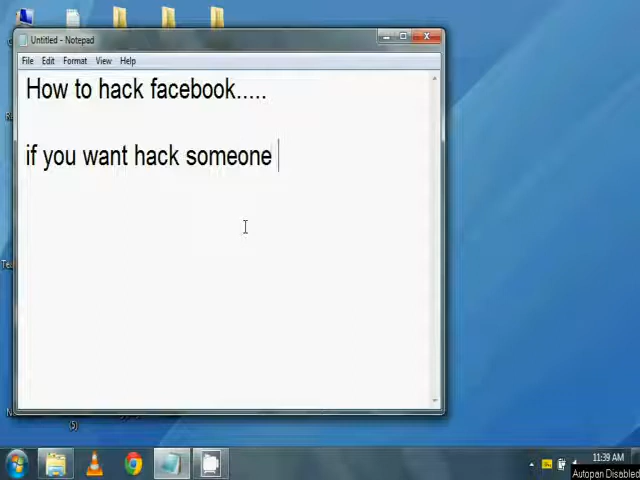 Untitled - Notepad
File Edit Format View Help
How to hack facebook.....
if you want hack someone
(5)
11:39 AM
Autopan Disabled